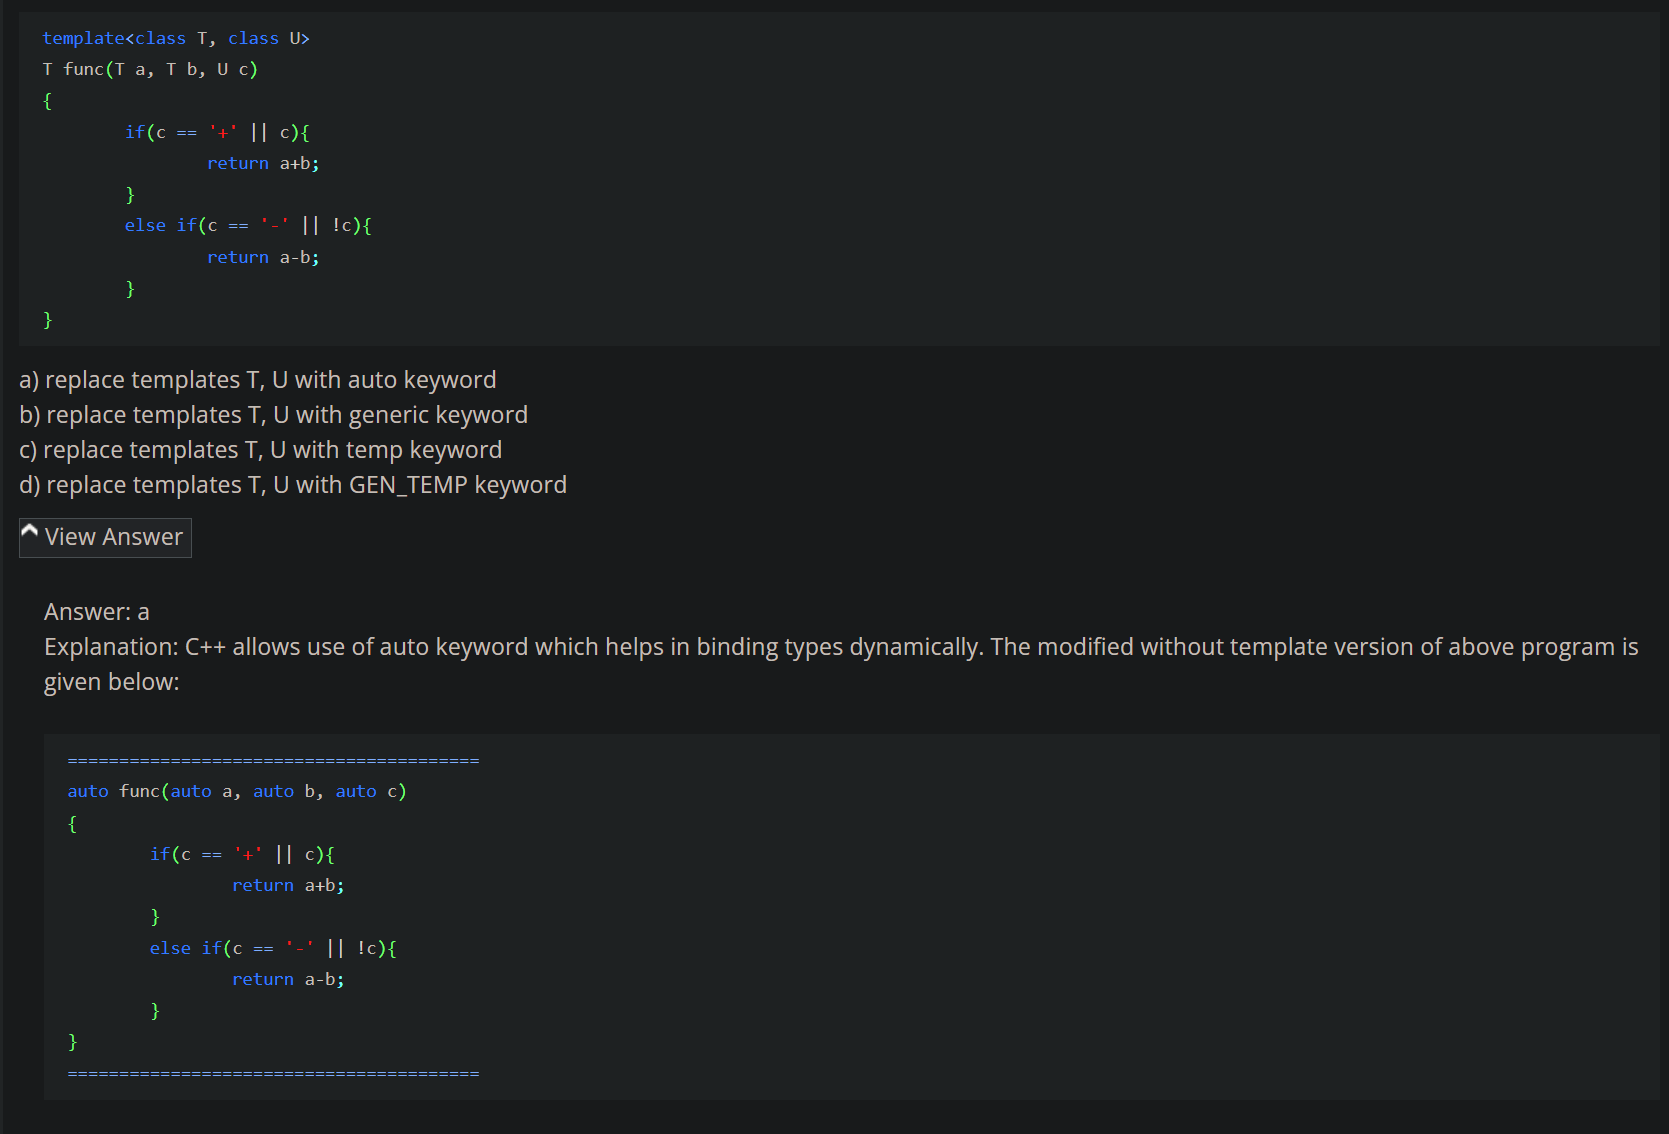 template<class T, class U>
T func(T a, T b, U c)
{
	if(c == '+' || c){
		return a+b;
	}
	else if(c == '-' || !c){
		return a-b;
	}
}
a) replace templates T, U with auto keyword
b) replace templates T, U with generic keyword
c) replace templates T, U with temp keyword
d) replace templates T, U with GEN_TEMP keyword
View Answer
Answer: a
Explanation: C++ allows use of auto keyword which helps in binding types dynamically. The modified without template version of above program is
given below:
========================================
auto func(auto a, auto b, auto c)
{
	if(c == '+' || c){
		return a+b;
	}
	else if(c == '-' || !c){
		return a-b;
	}
}
========================================